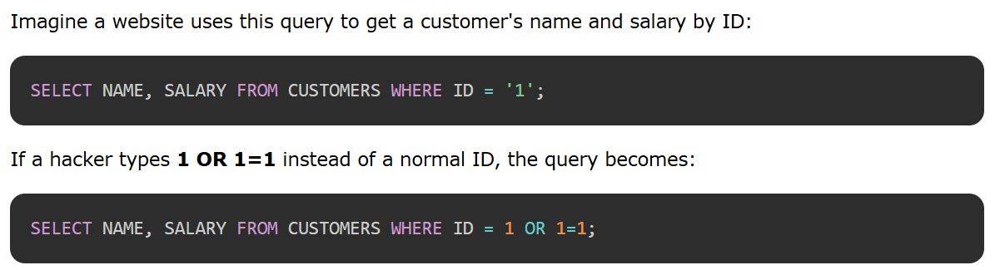 Imagine a website uses this query to get a customer's name and salary by ID:
SELECT NAME, SALARY FROM CUSTOMERS WHERE ID = '1';
If a hacker types 1 OR 1=1 instead of a normal ID, the query becomes:
SELECT NAME, SALARY FROM CUSTOMERS WHERE ID = 1 OR 1=1;